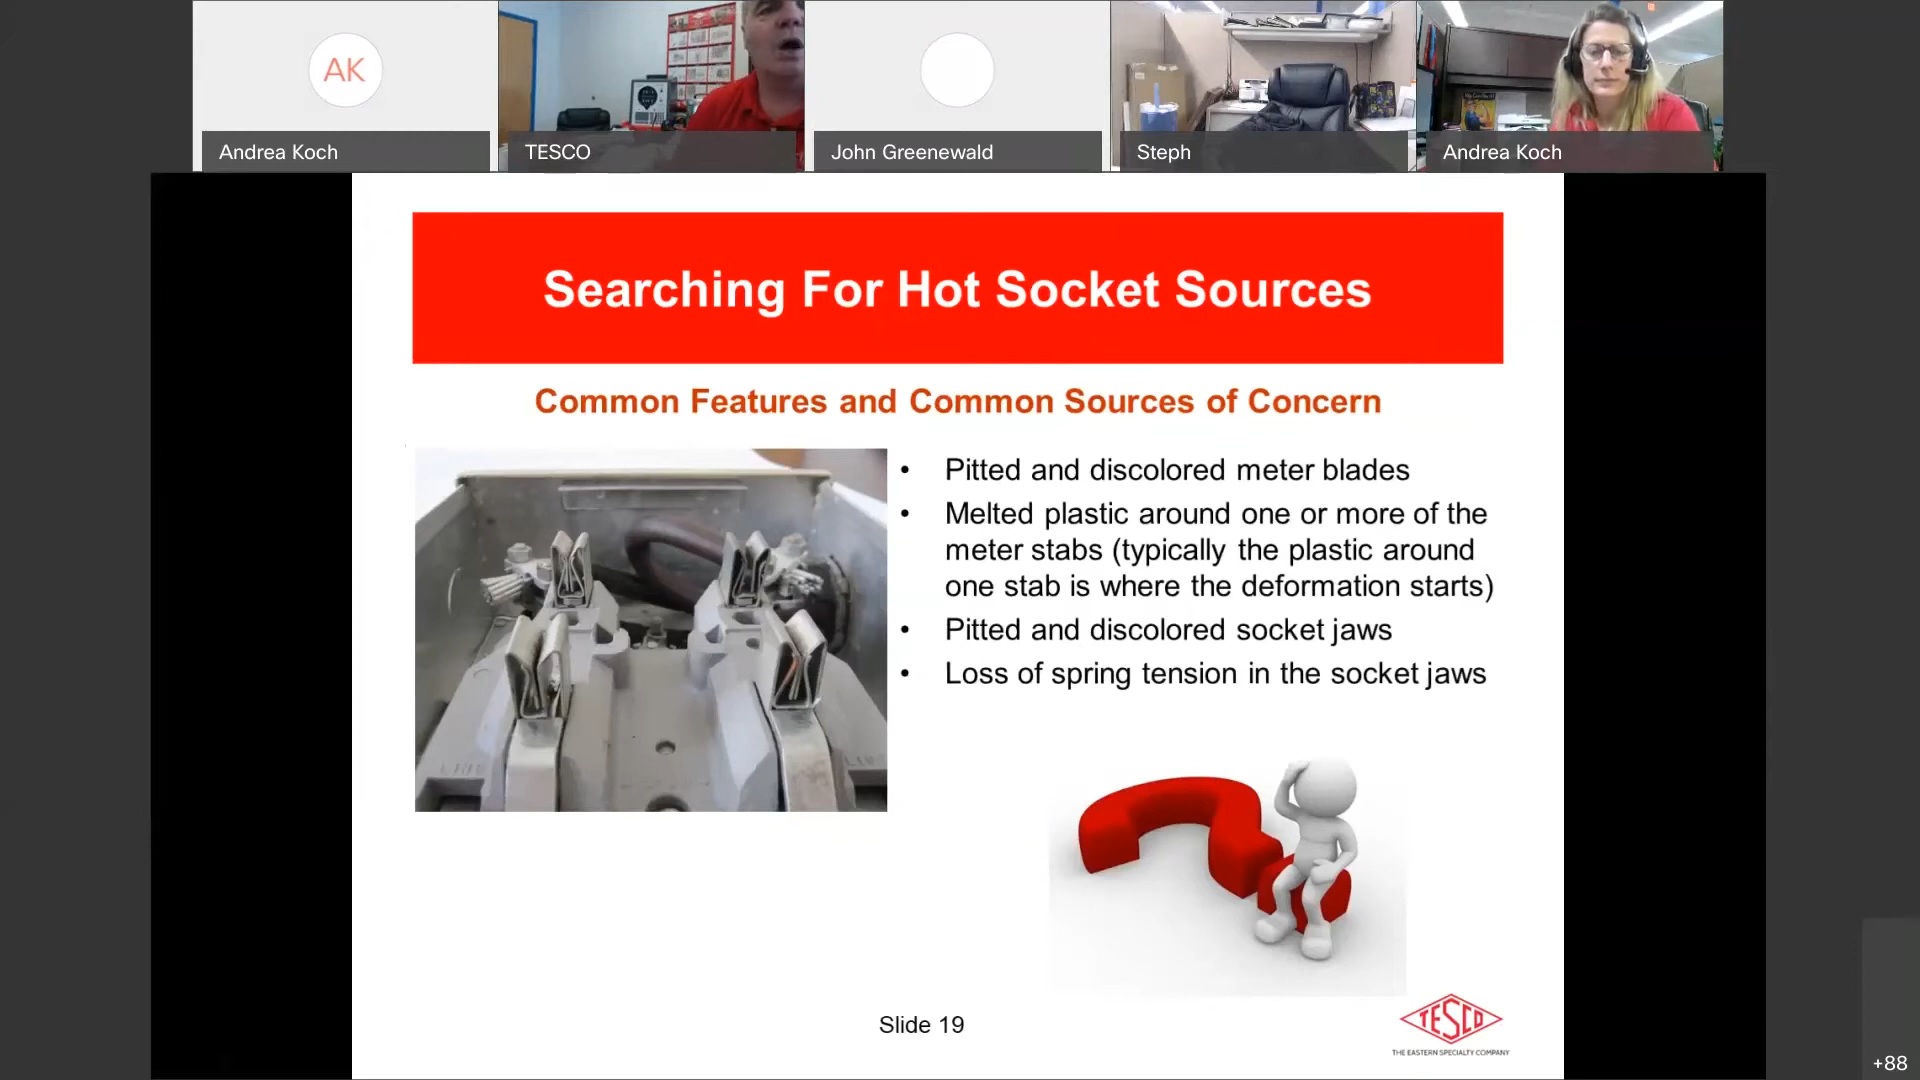 AK
Andrea Koch
TESCO
John Greenewald
Steph
Andrea Koch
Searching For Hot Socket Sources
Common Features and Common Sources of Concern
• Pitted and discolored meter blades
• Melted plastic around one or more of the
meter stabs (typically the plastic around
one stab is where the deformation starts)
• Pitted and discolored socket jaws
• Loss of spring tension in the socket jaws
Slide 19
TESCO
THE EASTERN SPECIALTY COMPANY
+88